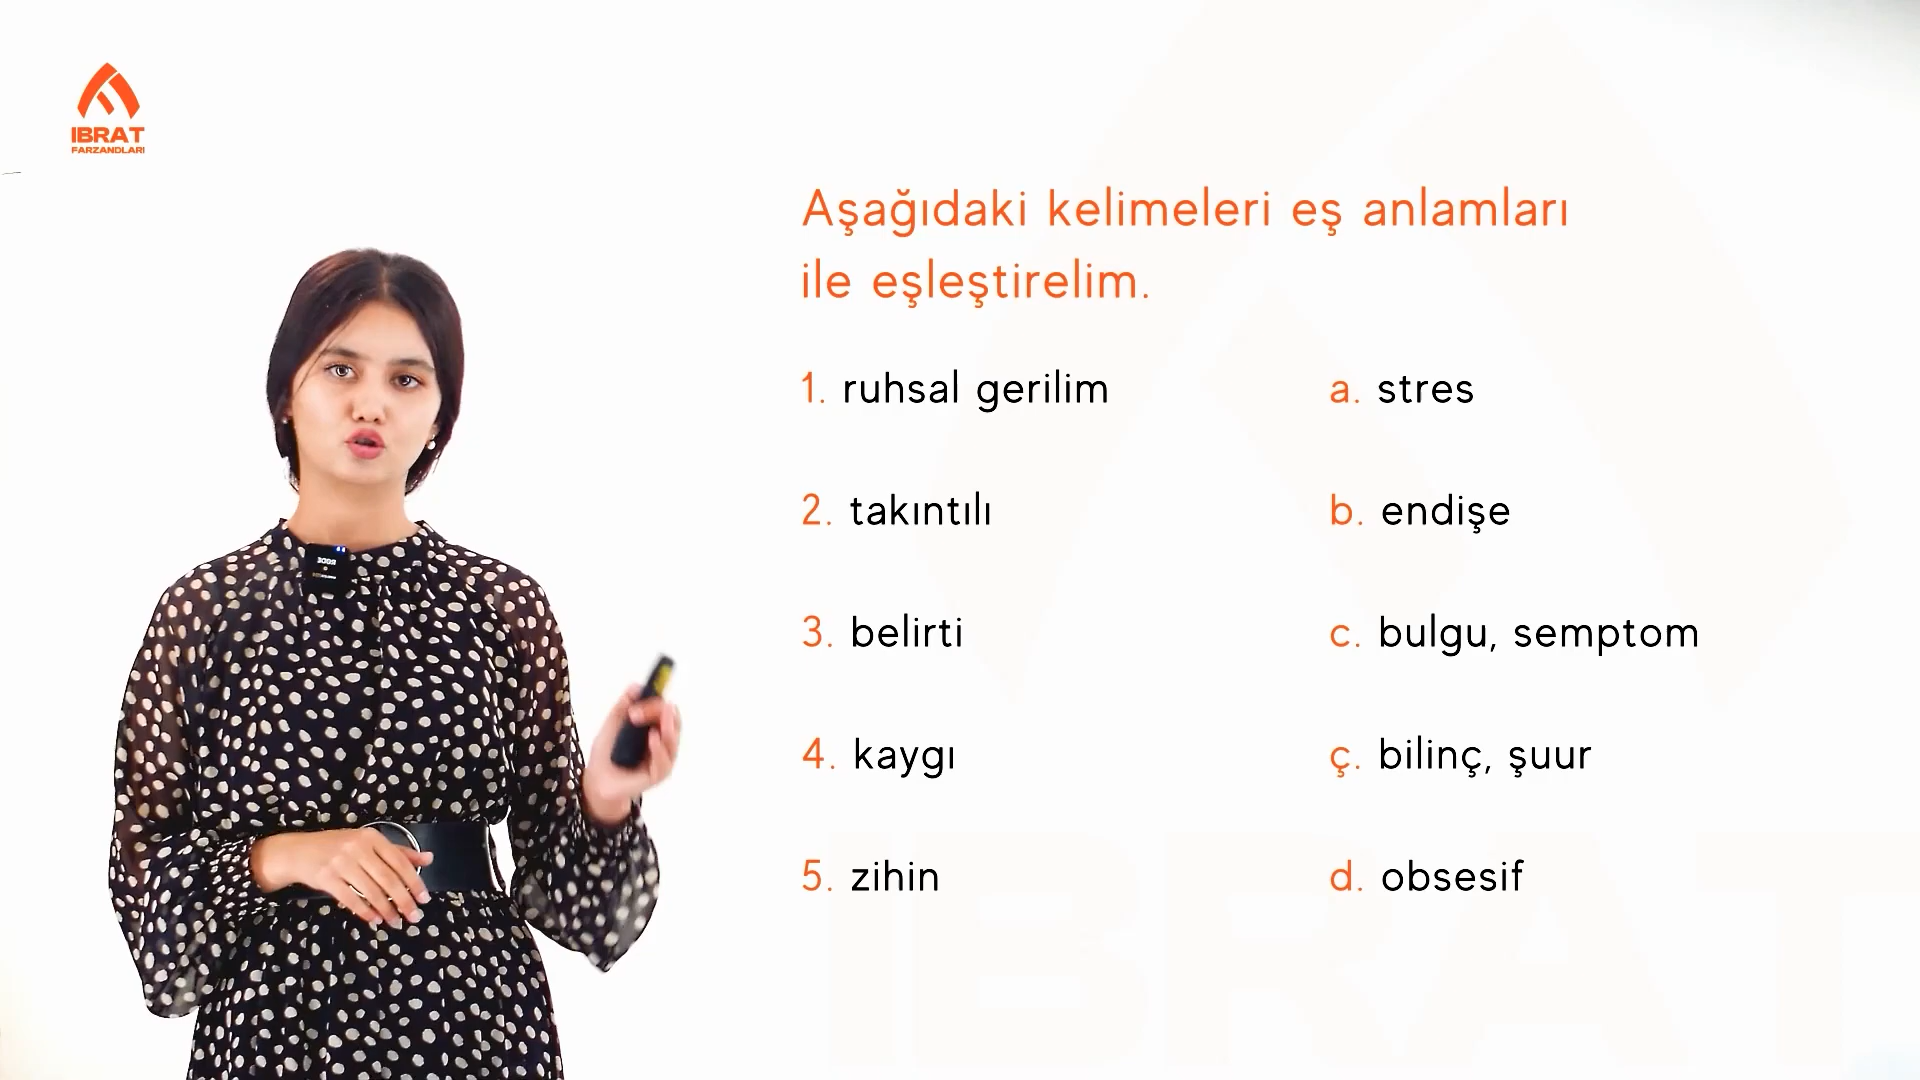 IBRAT
FARZANDLARI
Aşağıdaki kelimeleri eş anlamları
ile eşleştirelim.
1. ruhsal gerilim
a. stres
2. takıntılı
b. endişe
3. belirti
c. bulgu, semptom
4. kaygı
ç. bilinç, şuur
5. zihin
d. obsesif
IBRAT